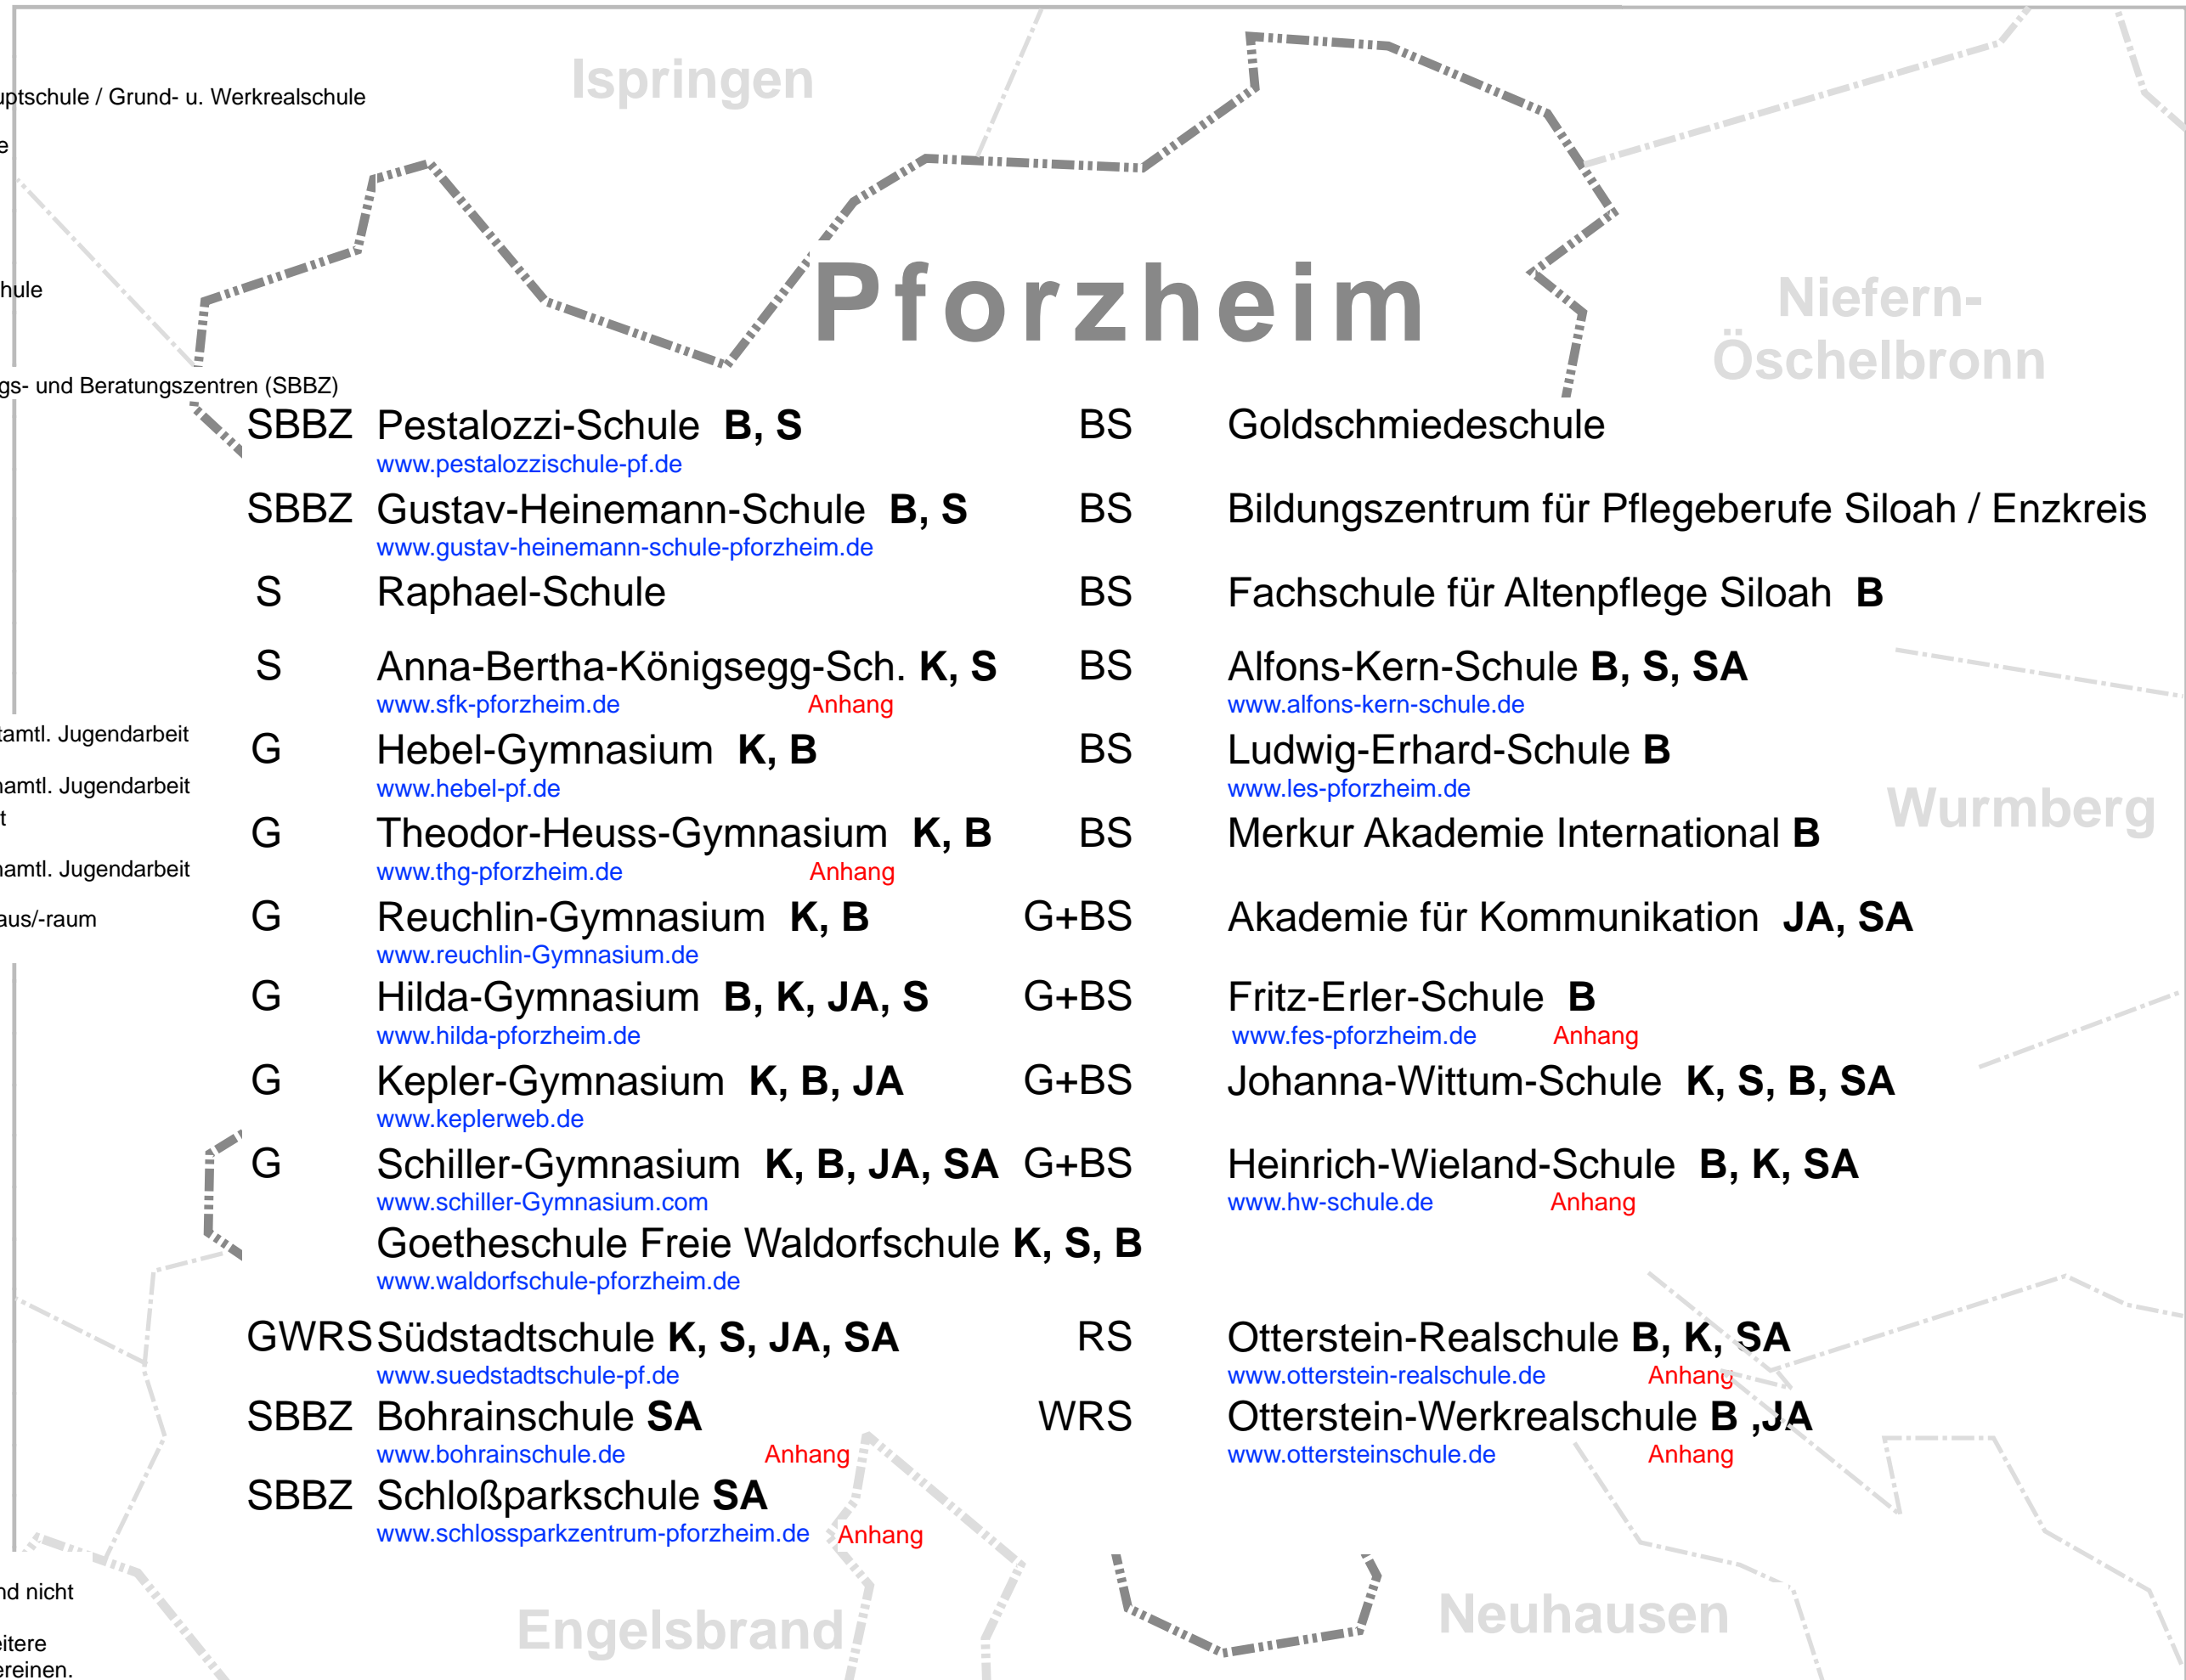 Ispringen
uptschule / Grund- u. Werkrealschule
e
hule
Pforzheim
Niefern-
Öschelbronn
gs- und Beratungszentren (SBBZ)
SBBZ Pestalozzi-Schule B, S
www.pestalozzischule-pf.de
SBBZ Gustav-Heinemann-Schule B, S
www.gustav-heinemann-schule-pforzheim.de
S Raphael-Schule
S Anna-Bertha-Königsegg-Sch. K, S
www.sfk-pforzheim.de Anhang
G Hebel-Gymnasium K, B
www.hebel-pf.de
G Theodor-Heuss-Gymnasium K, B
www.thg-pforzheim.de Anhang
G Reuchlin-Gymnasium K, B
www.reuchlin-Gymnasium.de
G Hilda-Gymnasium B, K, JA, S
www.hilda-pforzheim.de
G Kepler-Gymnasium K, B, JA
www.keplerweb.de
G Schiller-Gymnasium K, B, JA, SA
www.schiller-Gymnasium.com
Goetheschule Freie Waldorfschule K, S, B
www.waldorfschule-pforzheim.de
GWRS Südstadtschule K, S, JA, SA
www.suedstadtschule-pf.de
SBBZ Bohrainschule SA
www.bohrainschule.de Anhang
SBBZ Schloßparkschule SA
www.schlossparkzentrum-pforzheim.de Anhang
BS Goldschmiedeschule
BS Bildungszentrum für Pflegeberufe Siloah / Enzkreis
BS Fachschule für Altenpflege Siloah B
BS Alfons-Kern-Schule B, S, SA
www.alfons-kern-schule.de
BS Ludwig-Erhard-Schule B
www.les-pforzheim.de
BS Merkur Akademie International B
G+BS Akademie für Kommunikation JA, SA
G+BS Fritz-Erler-Schule B
www.fes-pforzheim.de Anhang
G+BS Johanna-Wittum-Schule K, S, B, SA
G+BS Heinrich-Wieland-Schule B, K, SA
www.hw-schule.de Anhang
RS Otterstein-Realschule B, K, SA
www.otterstein-realschule.de Anhang
WRS Otterstein-Werkrealschule B ,JA
www.ottersteinschule.de Anhang
tamtl. Jugendarbeit
namtl. Jugendarbeit
t
namtl. Jugendarbeit
aus/-raum
Wurmberg
nd nicht
eitere
ereinen.
Engelsbrand
Neuhausen